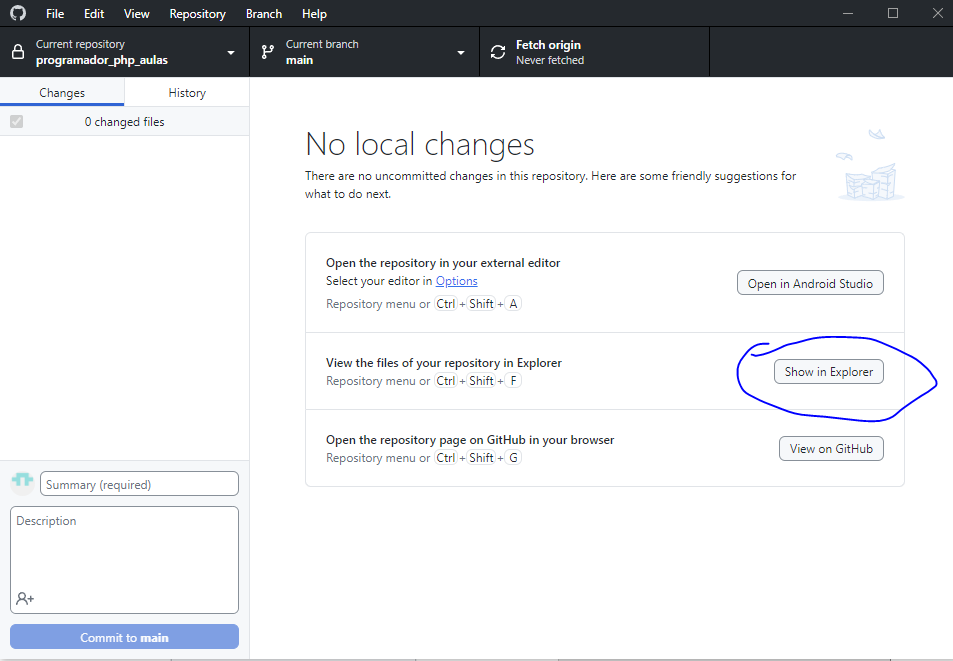 File Edit View Repository Branch Help
Current repository
programador_php_aulas
Current branch
main
Fetch origin
Never fetched
Changes
History
0 changed files
No local changes
There are no uncommitted changes in this repository. Here are some friendly suggestions for
what to do next.
Open the repository in your external editor
Select your editor in Options
Repository menu or Ctrl + Shift + A
Open in Android Studio
View the files of your repository in Explorer
Repository menu or Ctrl + Shift + F
Show in Explorer
Open the repository page on GitHub in your browser
Repository menu or Ctrl + Shift + G
View on GitHub
Summary (required)
Description
Commit to main